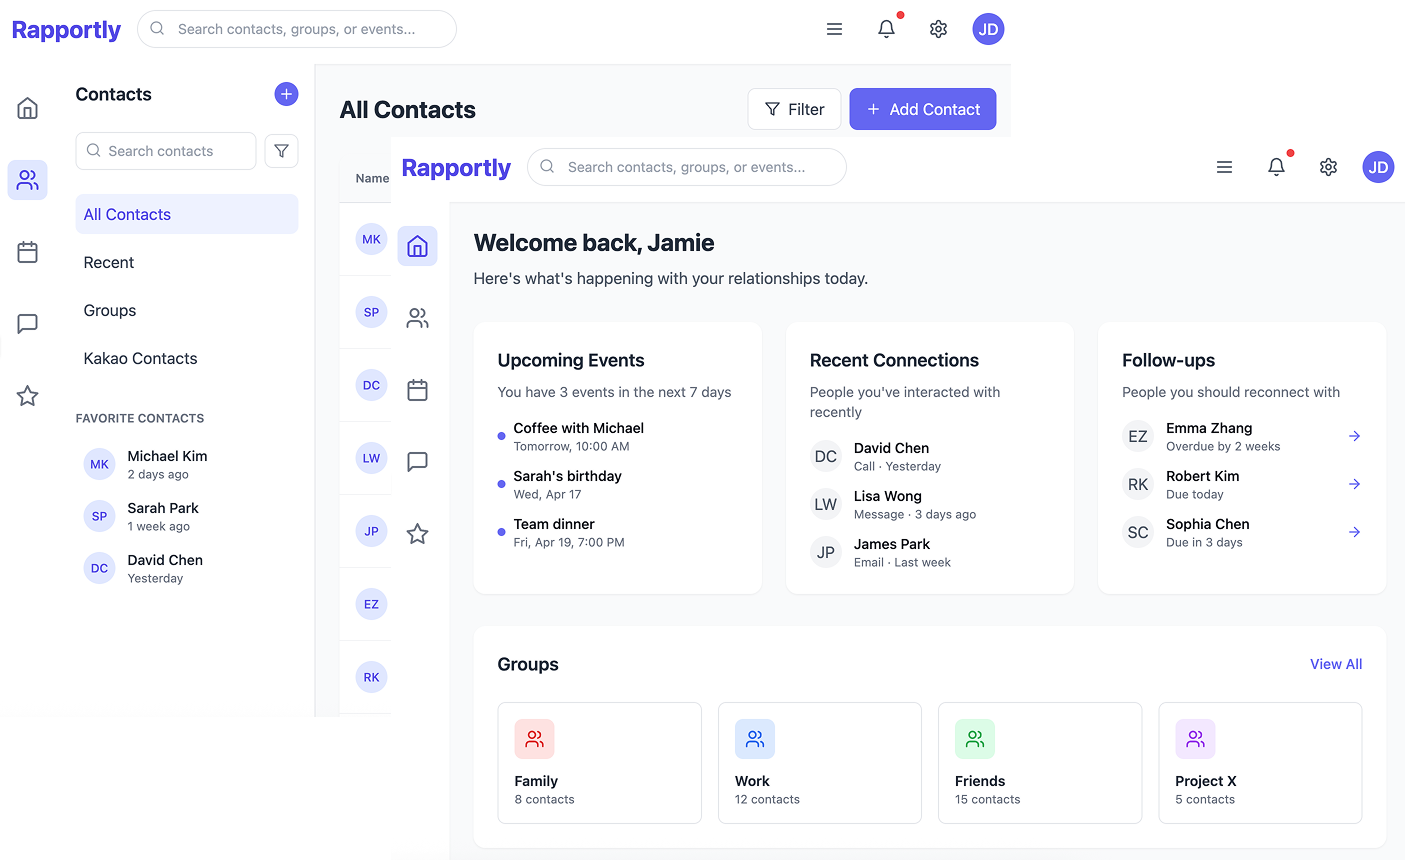 Rapportly
Search contacts, groups, or events...
JD
Contacts
Search contacts
All Contacts
Recent
Groups
Kakao Contacts
FAVORITE CONTACTS
MK
Michael Kim
2 days ago
SP
Sarah Park
1 week ago
DC
David Chen
Yesterday
All Contacts
Filter
Add Contact
Name
MK
SP
DC
LW
JP
EZ
RK
Rapportly
Search contacts, groups, or events...
JD
Welcome back, Jamie
Here's what's happening with your relationships today.
Upcoming Events
You have 3 events in the next 7 days
Coffee with Michael
Tomorrow, 10:00 AM
Sarah's birthday
Wed, Apr 17
Team dinner
Fri, Apr 19, 7:00 PM
Recent Connections
People you've interacted with
recently
DC
David Chen
Call · Yesterday
LW
Lisa Wong
Message · 3 days ago
JP
James Park
Email · Last week
Follow-ups
People you should reconnect with
EZ
Emma Zhang
Overdue by 2 weeks
RK
Robert Kim
Due today
SC
Sophia Chen
Due in 3 days
Groups
View All
Family
8 contacts
Work
12 contacts
Friends
15 contacts
Project X
5 contacts